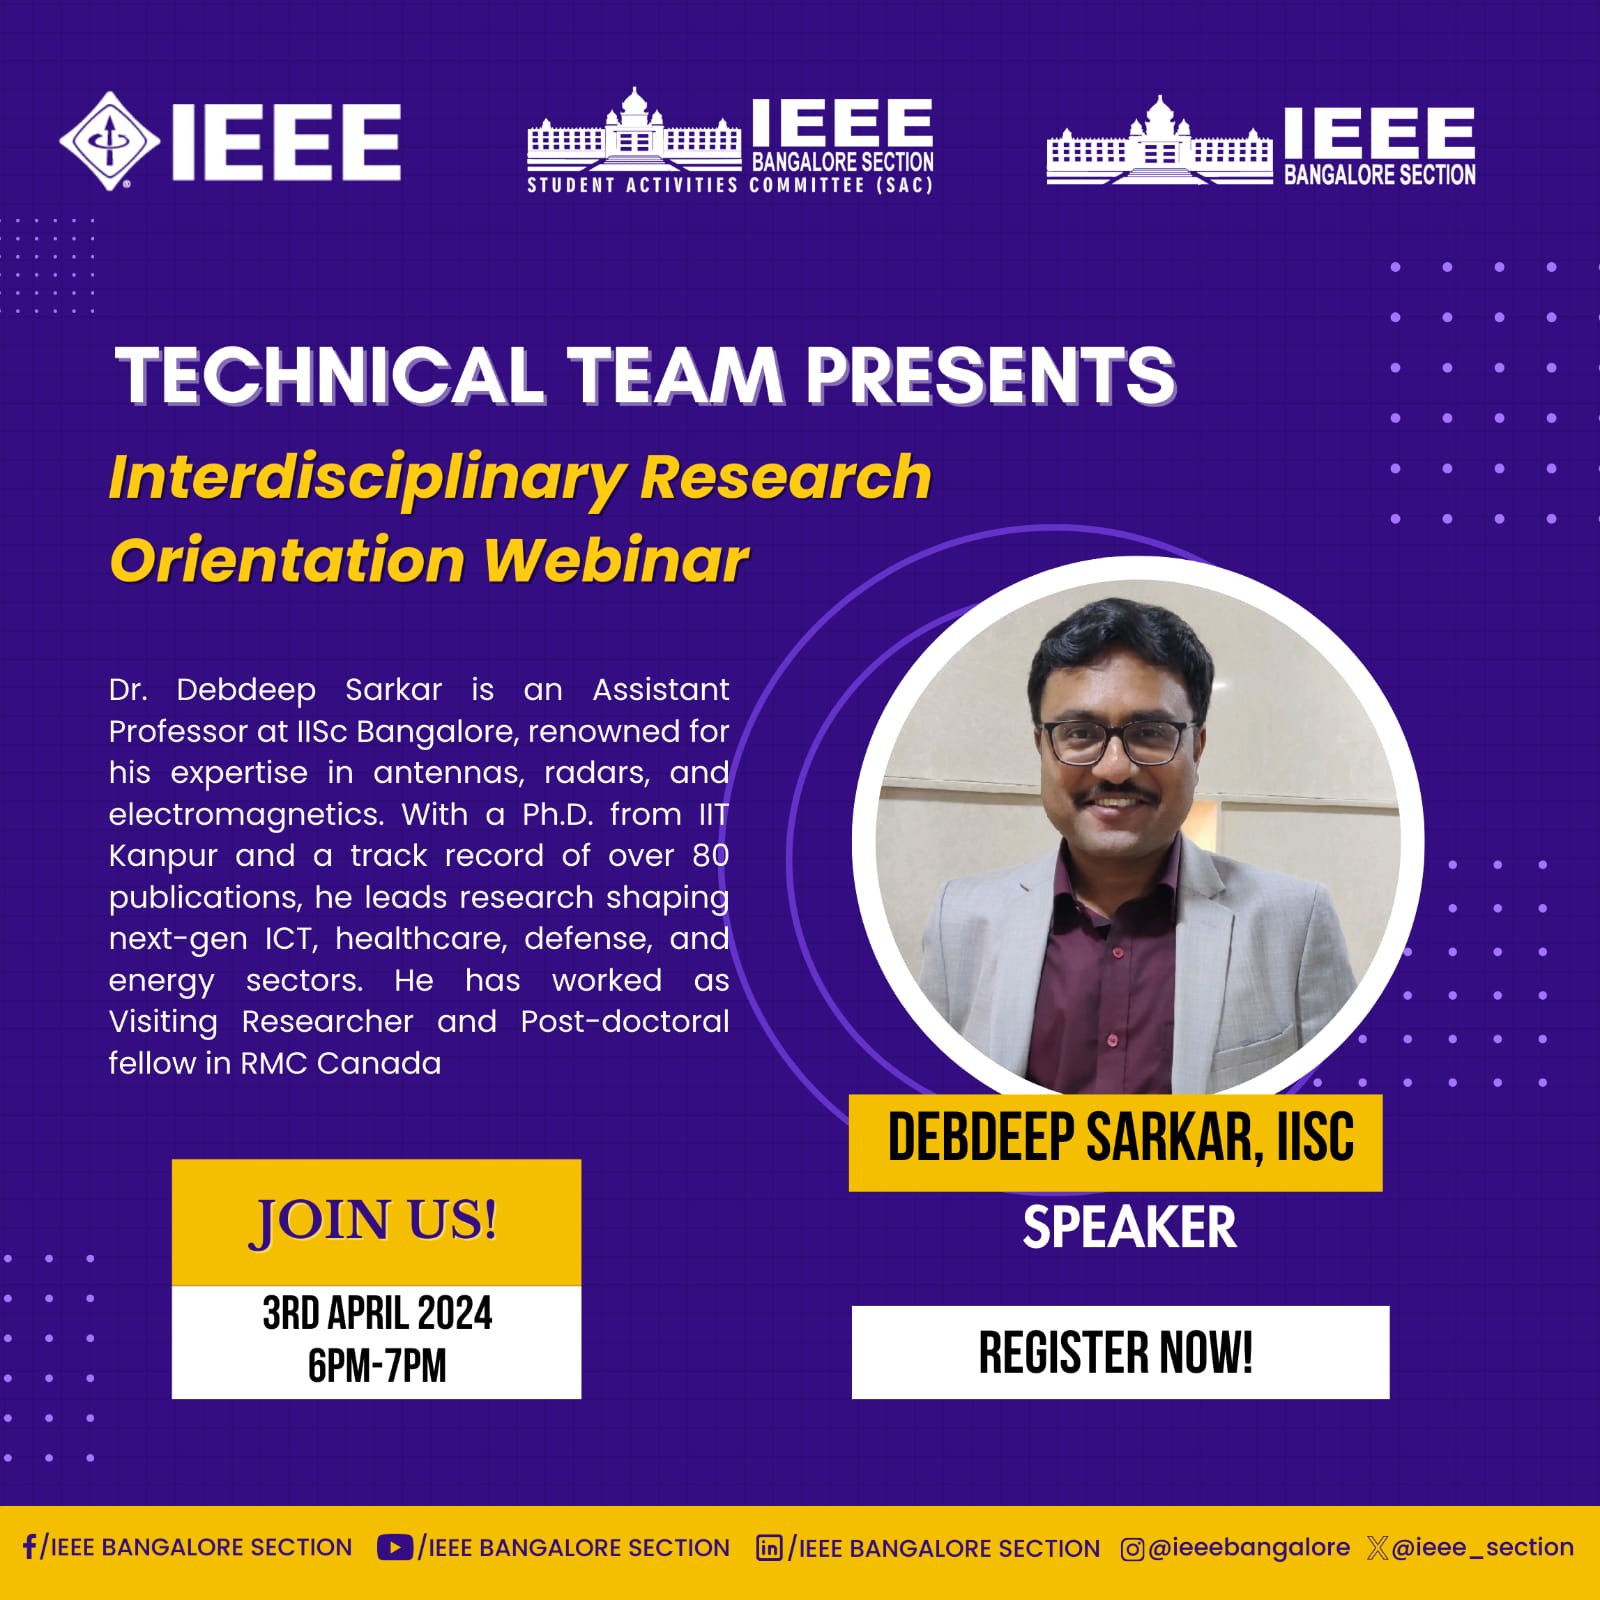 IEEE
IEEE
BANGALORE SECTION
STUDENT ACTIVITIES COMMITTEE (SAC)
IEEE
BANGALORE SECTION
TECHNICAL TEAM PRESENTS
Interdisciplinary Research
Orientation Webinar
Dr. Debdeep Sarkar is an Assistant
Professor at IISc Bangalore, renowned for
his expertise in antennas, radars, and
electromagnetics. With a Ph.D. from IIT
Kanpur and a track record of over 80
publications, he leads research shaping
next-gen ICT, healthcare, defense, and
energy sectors. He has worked as
Visiting Researcher and Post-doctoral
fellow in RMC Canada
DEBDEEP SARKAR, IISC
SPEAKER
JOIN US!
3RD APRIL 2024
6PM-7PM
REGISTER NOW!
/IEEE BANGALORE SECTION /IEEE BANGALORE SECTION /IEEE BANGALORE SECTION @ieeebangalore @ieee_section